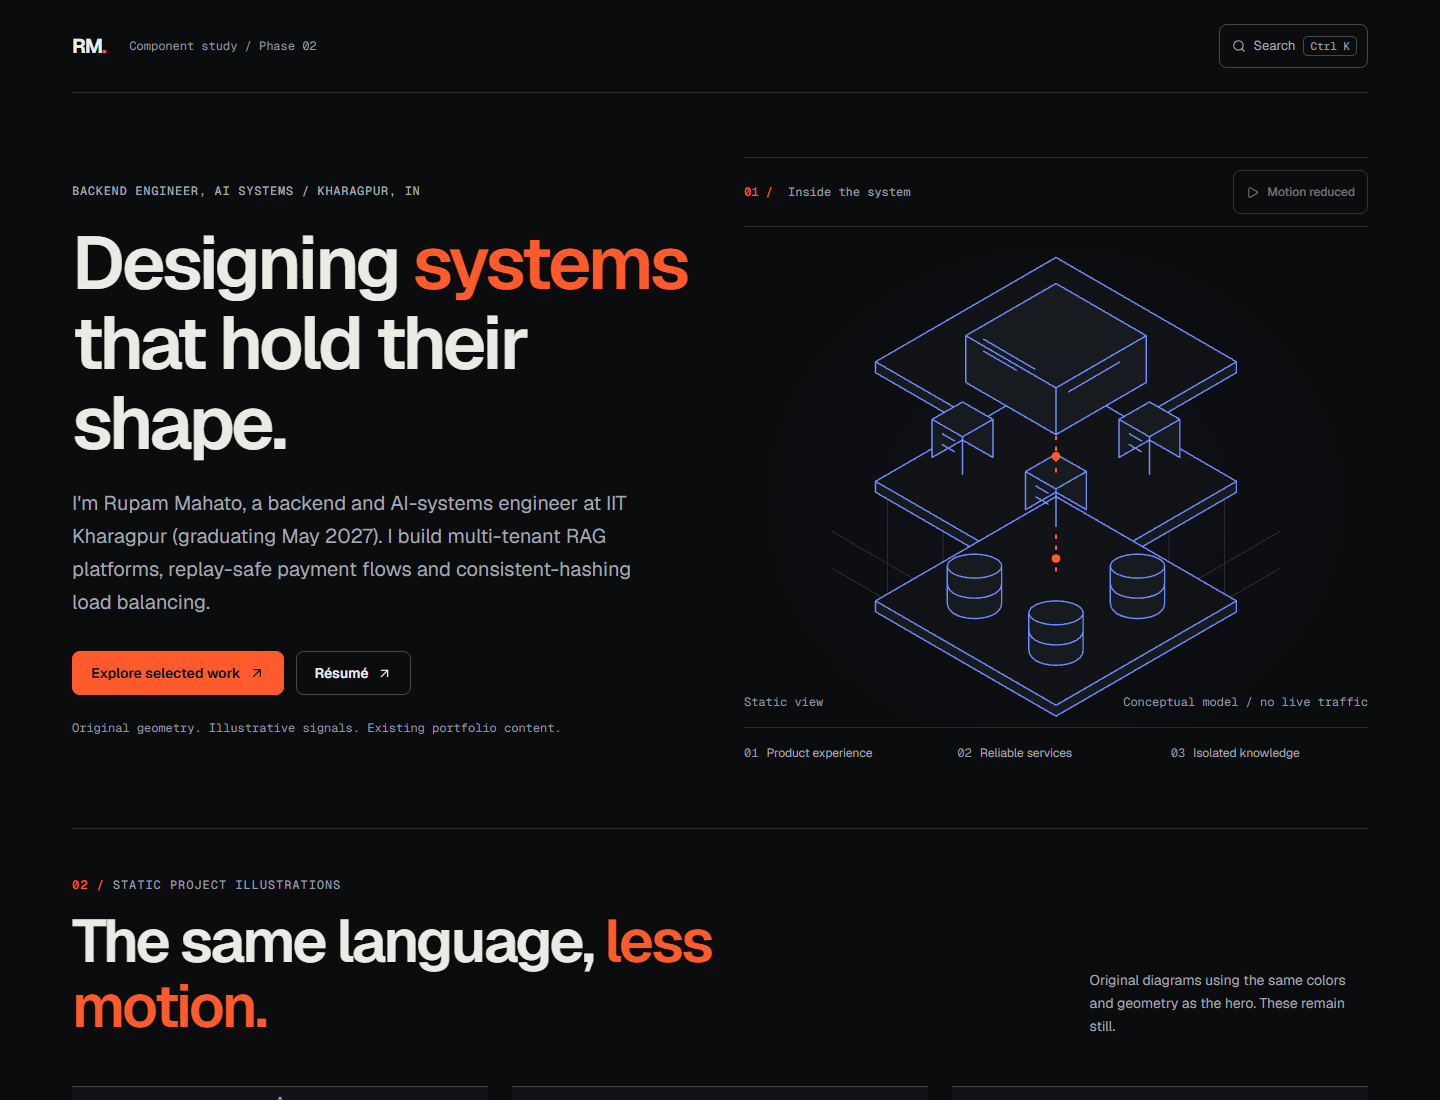 RM.
Component study / Phase 02
Search
Ctrl K
BACKEND ENGINEER, AI SYSTEMS / KHARAGPUR, IN
Designing systems
that hold their
shape.
I'm Rupam Mahato, a backend and AI-systems engineer at IIT
Kharagpur (graduating May 2027). I build multi-tenant RAG
platforms, replay-safe payment flows and consistent-hashing
load balancing.
Explore selected work
Résumé
Original geometry. Illustrative signals. Existing portfolio content.
01 / Inside the system
Motion reduced
Static view
Conceptual model / no live traffic
01 Product experience
02 Reliable services
03 Isolated knowledge
02 / STATIC PROJECT ILLUSTRATIONS
The same language, less
motion.
Original diagrams using the same colors
and geometry as the hero. These remain
still.